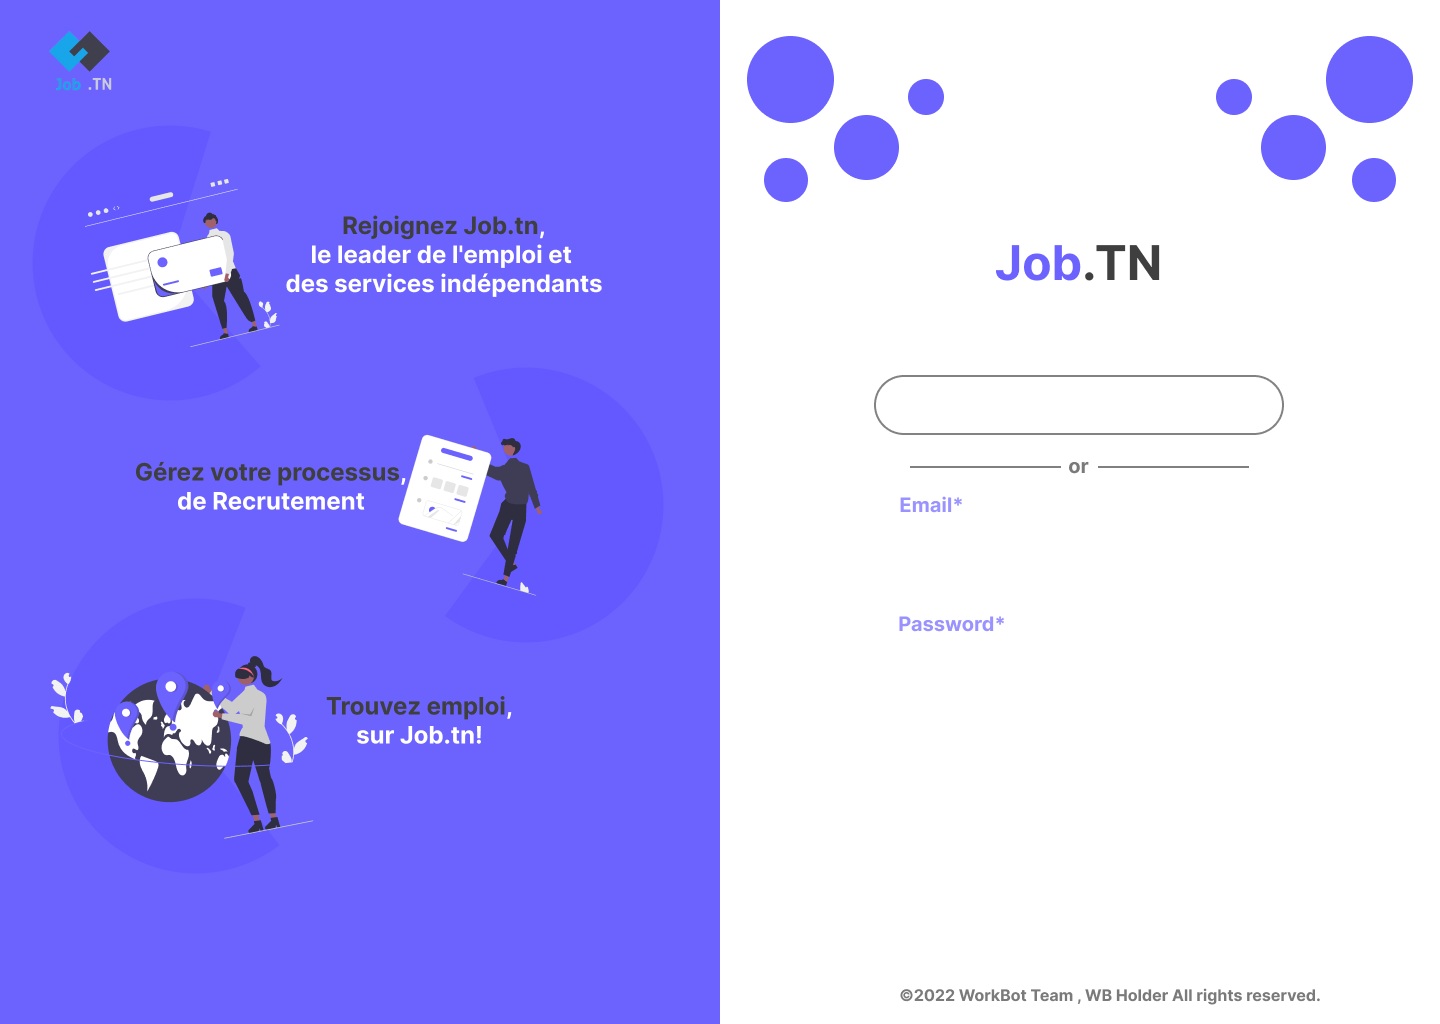 Job .TN
Rejoignez Job.tn,
le leader de l'emploi et
des services indépendants
Gérez votre processus,
de Recrutement
Trouvez emploi,
sur Job.tn!
Job.TN
or
Email*
Password*
©2022 WorkBot Team , WB Holder All rights reserved.